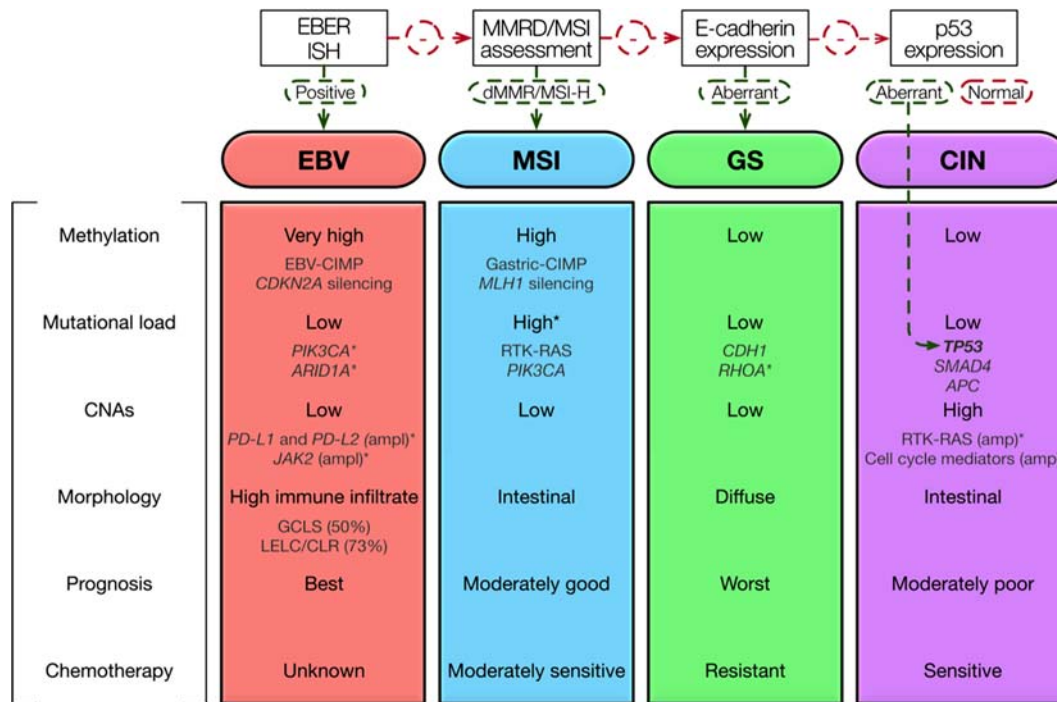 EBER
ISH
MMRD/MSI
assessment
E-cadherin
expression
p53
expression
Positive
dMMR/MSI-H
Aberrant
Aberrant
Normal
EBV
MSI
GS
CIN
Methylation
Very high
High
Low
Low
EBV-CIMP
CDKN2A silencing
Gastric-CIMP
MLH1 silencing
Mutational load
Low
High*
Low
Low
PIK3CA*
ARID1A*
RTK-RAS
PIK3CA
CDH1
RHOA*
TP53
SMAD4
APC
CNAs
Low
Low
Low
High
PD-L1 and PD-L2 (ampl)*
JAK2 (ampl)*
RTK-RAS (amp)*
Cell cycle mediators (amp
Morphology
High immune infiltrate
Intestinal
Diffuse
Intestinal
GCLS (50%)
LELC/CLR (73%)
Prognosis
Best
Moderately good
Worst
Moderately poor
Chemotherapy
Unknown
Moderately sensitive
Resistant
Sensitive